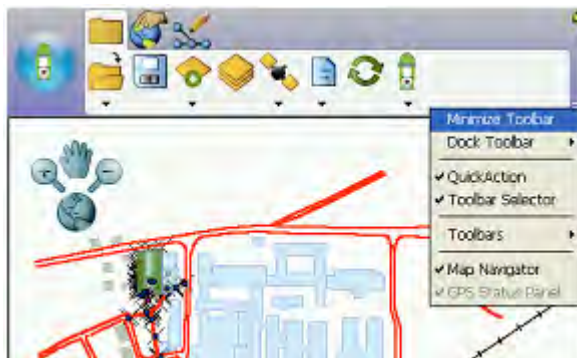 Minimize Toolbar
Dock Toolbar
QuickAction
Toolbar Selector
Toolbars
Map Navigator
GPS Status Panel